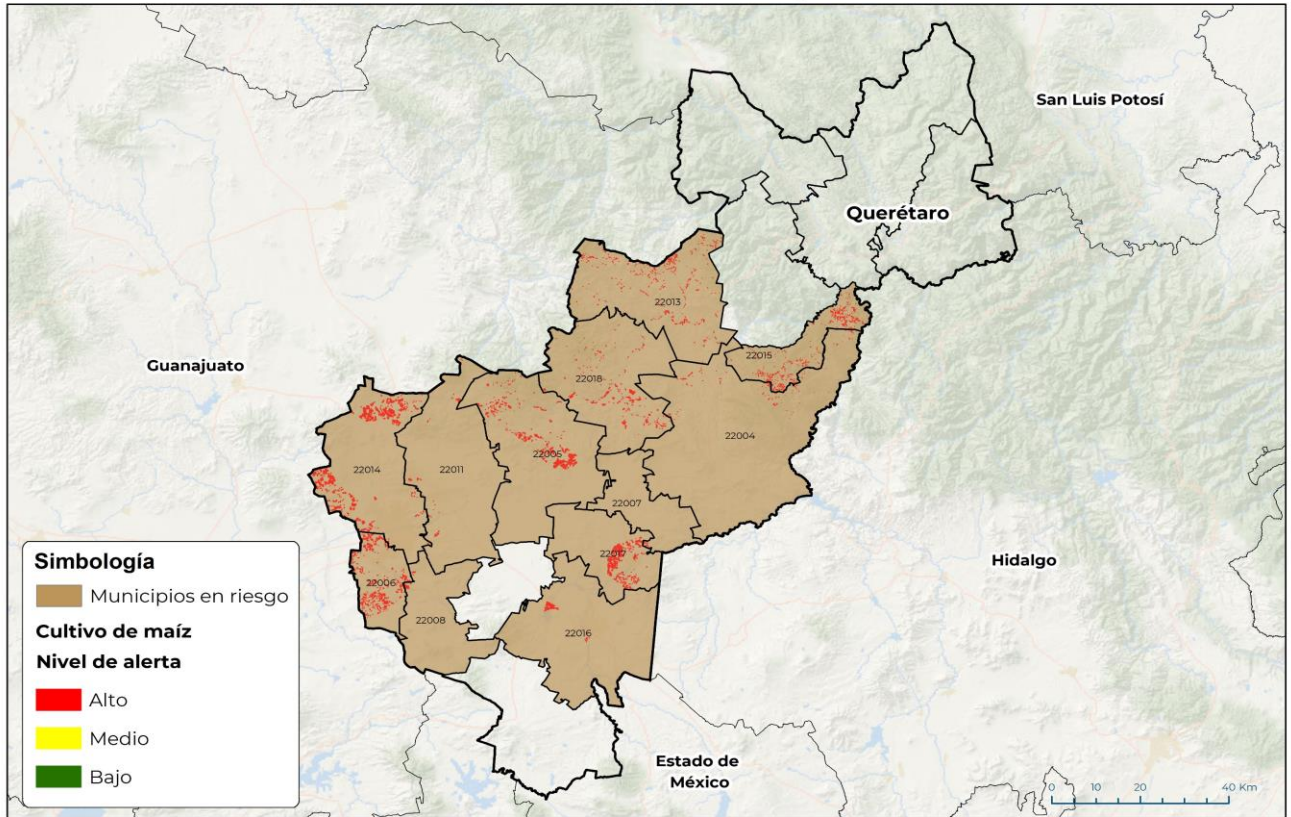 San Luis Potosí
Querétaro
22013
Guanajuato
22015
22018
22004
22005
22014
22011
22007
Hidalgo
22017
22006
22008
22016
Simbología
Municipios en riesgo
Cultivo de maíz
Nivel de alerta
Alto
Medio
Bajo
Estado de
México
0 10 20 40 Km